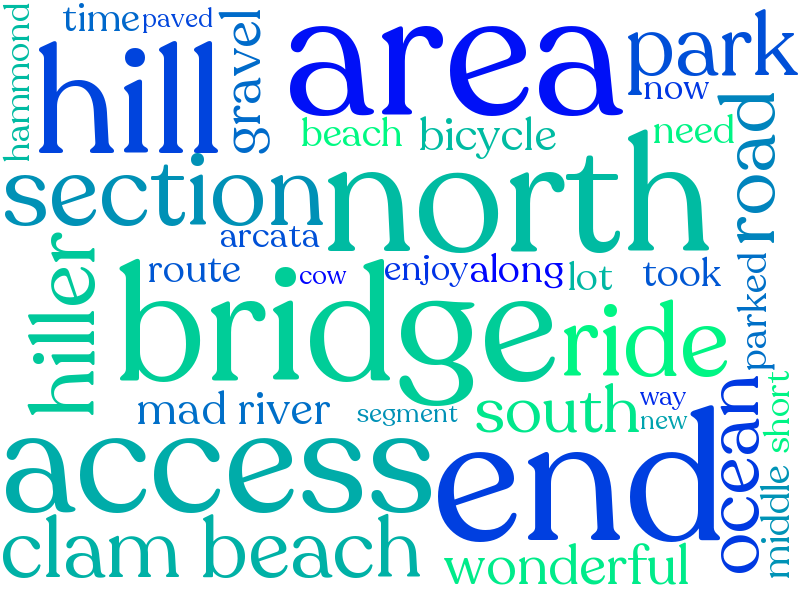 hammond
time
paved
hill
gravel
area
park
now
beach
bicycle
need
road
section
north
arcata
hiller
route
cow
enjoy
along
lot
took
parked
bridge
ride
mad river
segment
south
way
new
short
ocean
access
end
middle
clam beach
wonderful